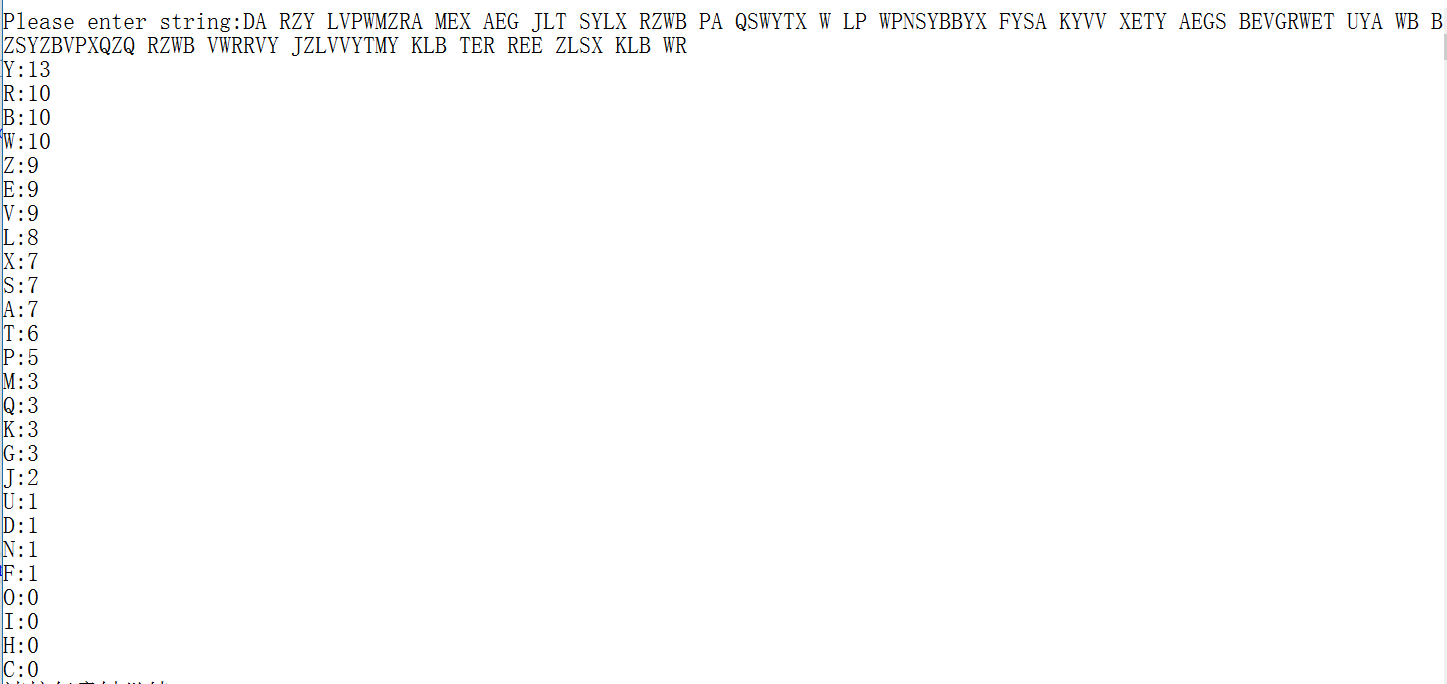 Please enter string:DA RZY LVPWMZRA MEX AEG JLT SYLX RZWB PA QSWYTX W LP WPNSYBBYX FYSA KYVV XETY AEGS BEVGRWET UYA WB B
ZSYZBVPXQZQ RZWB VWRRVY JZLVVYTMY KLB TER REE ZLSX KLB WR
Y:13
R:10
B:10
W:10
Z:9
E:9
V:9
L:8
X:7
S:7
A:7
T:6
P:5
M:3
Q:3
K:3
G:3
J:2
U:1
D:1
N:1
F:1
O:0
I:0
H:0
C:0